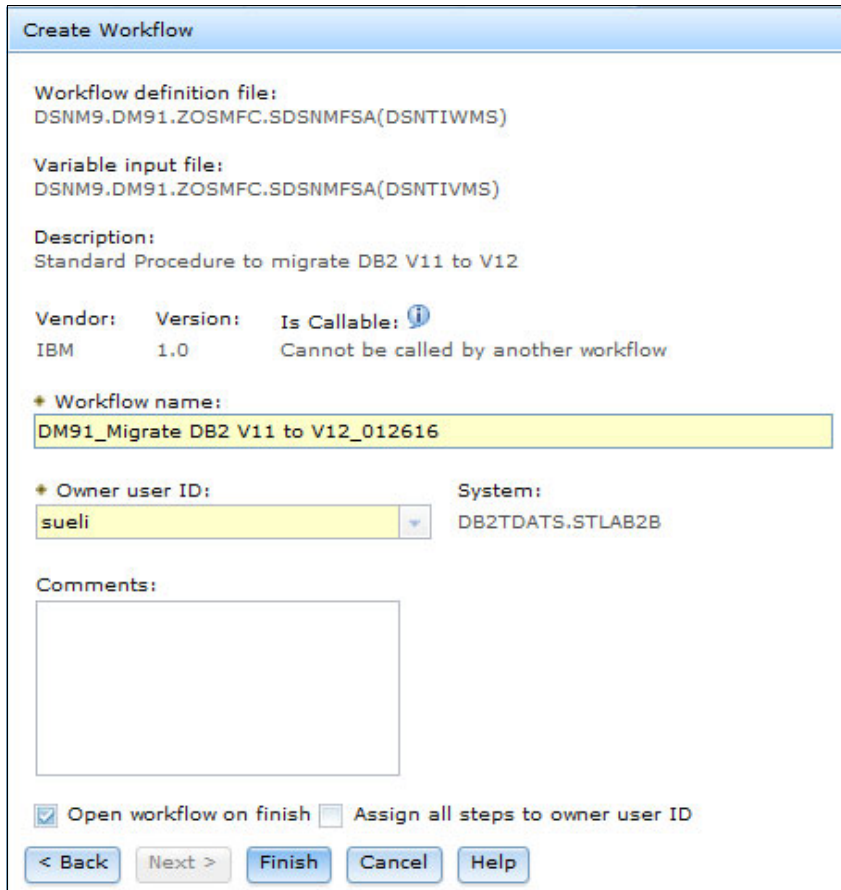 Create Workflow
Workflow definition file:
DSNM9.DM91.ZOSMFC.SDSNMFSA(DSNTIWMS)
Variable input file:
DSNM9.DM91.ZOSMFC.SDSNMFSA(DSNTIVMS)
Description:
Standard Procedure to migrate DB2 V11 to V12
Vendor: Version: Is Callable:
IBM 1.0 Cannot be called by another workflow
* Workflow name:
DM91_Migrate DB2 V11 to V12_012616
* Owner user ID: System:
sueli DB2TDATS.STLAB2B
Comments:
Open workflow on finish Assign all steps to owner user ID
< Back Next > Finish Cancel Help